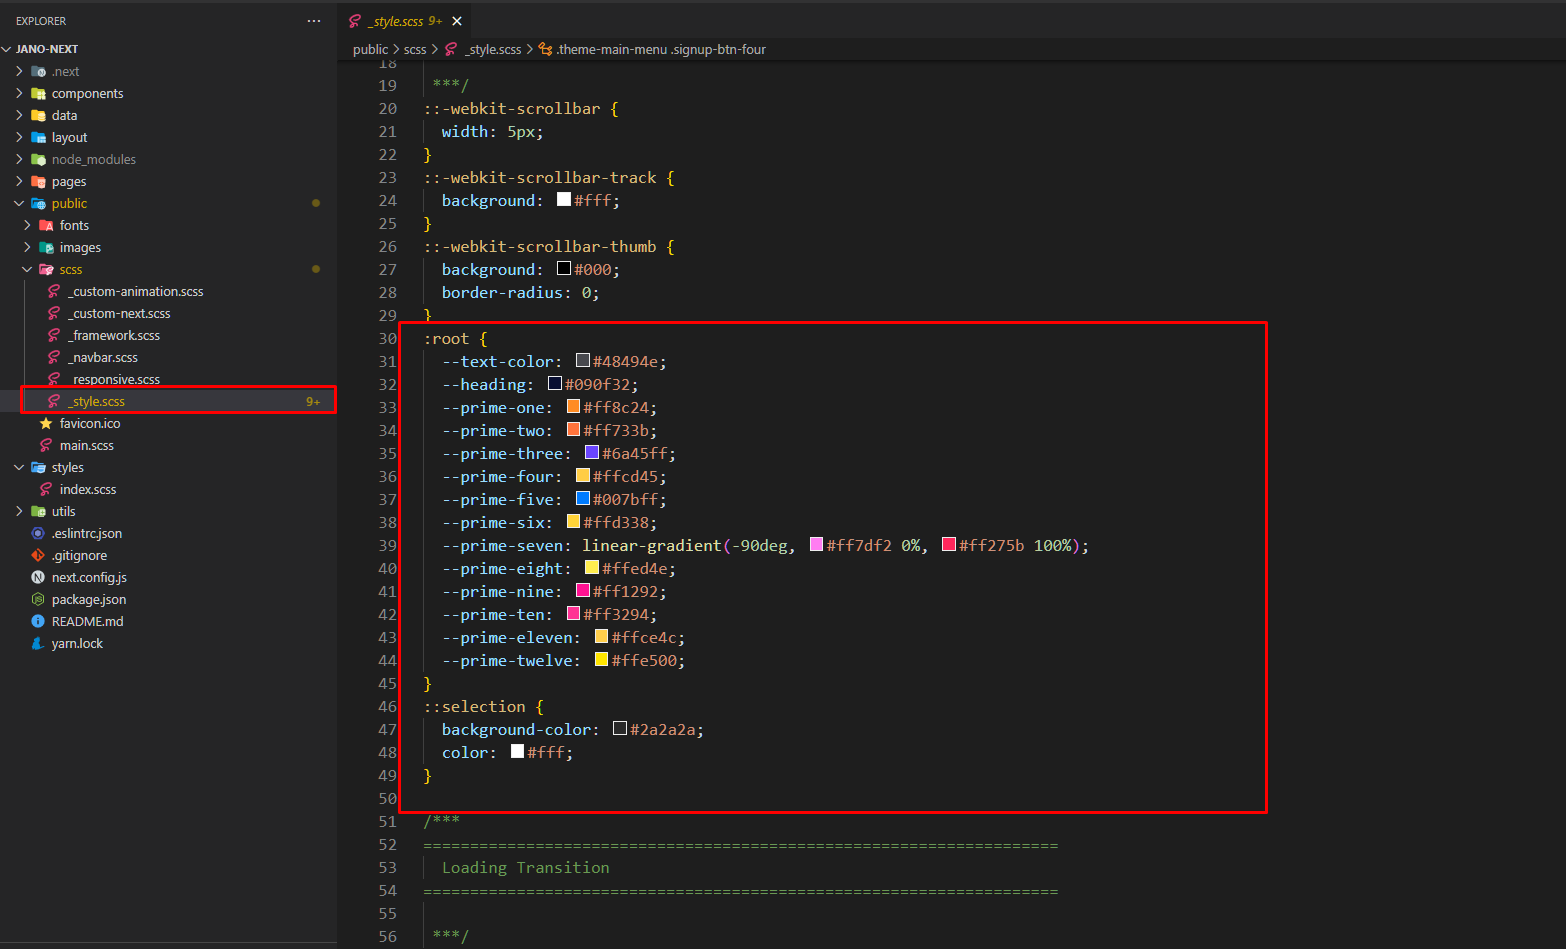 EXPLORER
...
JANO-NEXT
.next
components
data
layout
node_modules
pages
public
fonts
images
scss
_custom-animation.scss
_custom-next.scss
_framework.scss
_navbar.scss
_responsive.scss
_style.scss 9+
favicon.ico
main.scss
styles
index.scss
utils
.eslintrc.json
.gitignore
next.config.js
package.json
README.md
yarn.lock
_style.scss 9+
public > scss > _style.scss > .theme-main-menu .signup-btn-four
18
19 ***/
20 ::-webkit-scrollbar {
21 width: 5px;
22 }
23 ::-webkit-scrollbar-track {
24 background: #fff;
25 }
26 ::-webkit-scrollbar-thumb {
27 background: #000;
28 border-radius: 0;
29 }
30 :root {
31 --text-color: #48494e;
32 --heading: #090f32;
33 --prime-one: #ff8c24;
34 --prime-two: #ff733b;
35 --prime-three: #6a45ff;
36 --prime-four: #ffcd45;
37 --prime-five: #007bff;
38 --prime-six: #ffd338;
39 --prime-seven: linear-gradient(-90deg, #ff7df2 0%, #ff275b 100%);
40 --prime-eight: #ffed4e;
41 --prime-nine: #ff1292;
42 --prime-ten: #ff3294;
43 --prime-eleven: #ffce4c;
44 --prime-twelve: #ffe500;
45 }
46 ::selection {
47 background-color: #2a2a2a;
48 color: #fff;
49 }
50
51 /***
52 ====================================================================
53 Loading Transition
54 ====================================================================
55
56 ***/